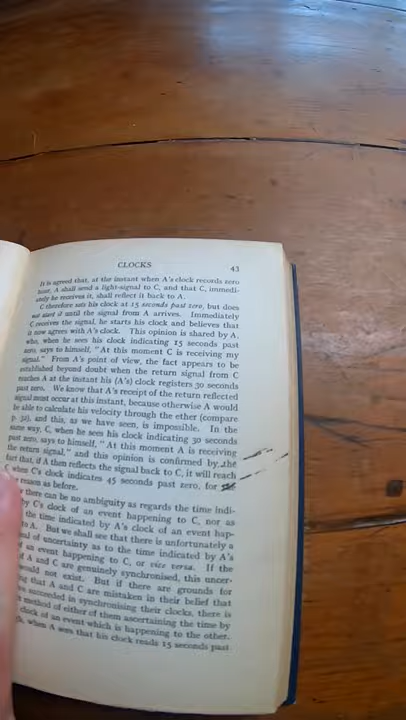 CLOCKS 43
It is agreed that, at the instant when A's clock records zero
hour, A shall send a light-signal to C, and that C, immedi-
ately he receives it, shall reflect it back to A.
C therefore sets his clock at 15 seconds past zero, but does
not start it until the signal from A arrives. Immediately
C receives the signal, he starts his clock and believes that
it now agrees with A's clock. This opinion is shared by A,
who, when he sees his clock indicating 15 seconds past
zero, says to himself, "At this moment C is receiving my
signal." From A's point of view, the fact appears to be
established beyond doubt when the return signal from C
reaches A at the instant his (A's) clock registers 30 seconds
past zero. We know that A's receipt of the return reflected
signal must occur at this instant, because otherwise A would
be able to calculate his velocity through the ether (compare
p. 32), and this, as we have seen, is impossible. In the
same way, C, when he sees his clock indicating 30 seconds
past zero, says to himself, "At this moment A is receiving
the return signal," and this opinion is confirmed by the
fact that, if A then reflects the signal back to C, it will reach
C when C's clock indicates 45 seconds past zero, for
reason as before.
there can be no ambiguity as regards the time indi-
by C's clock of an event happening to C, nor as
the time indicated by A's clock of an event hap-
to A. But we shall see that there is unfortunately a
of uncertainty as to the time indicated by A's
an event happening to C, or vice versa. If the
of A and C are genuinely synchronised, this uncer-
would not exist. But if there are grounds for
that A and C are mistaken in their belief that
succeeded in synchronising their clocks, there is
method of either of them ascertaining the time by
clock of an event which is happening to the other.
when A sees that his clock reads 15 seconds past